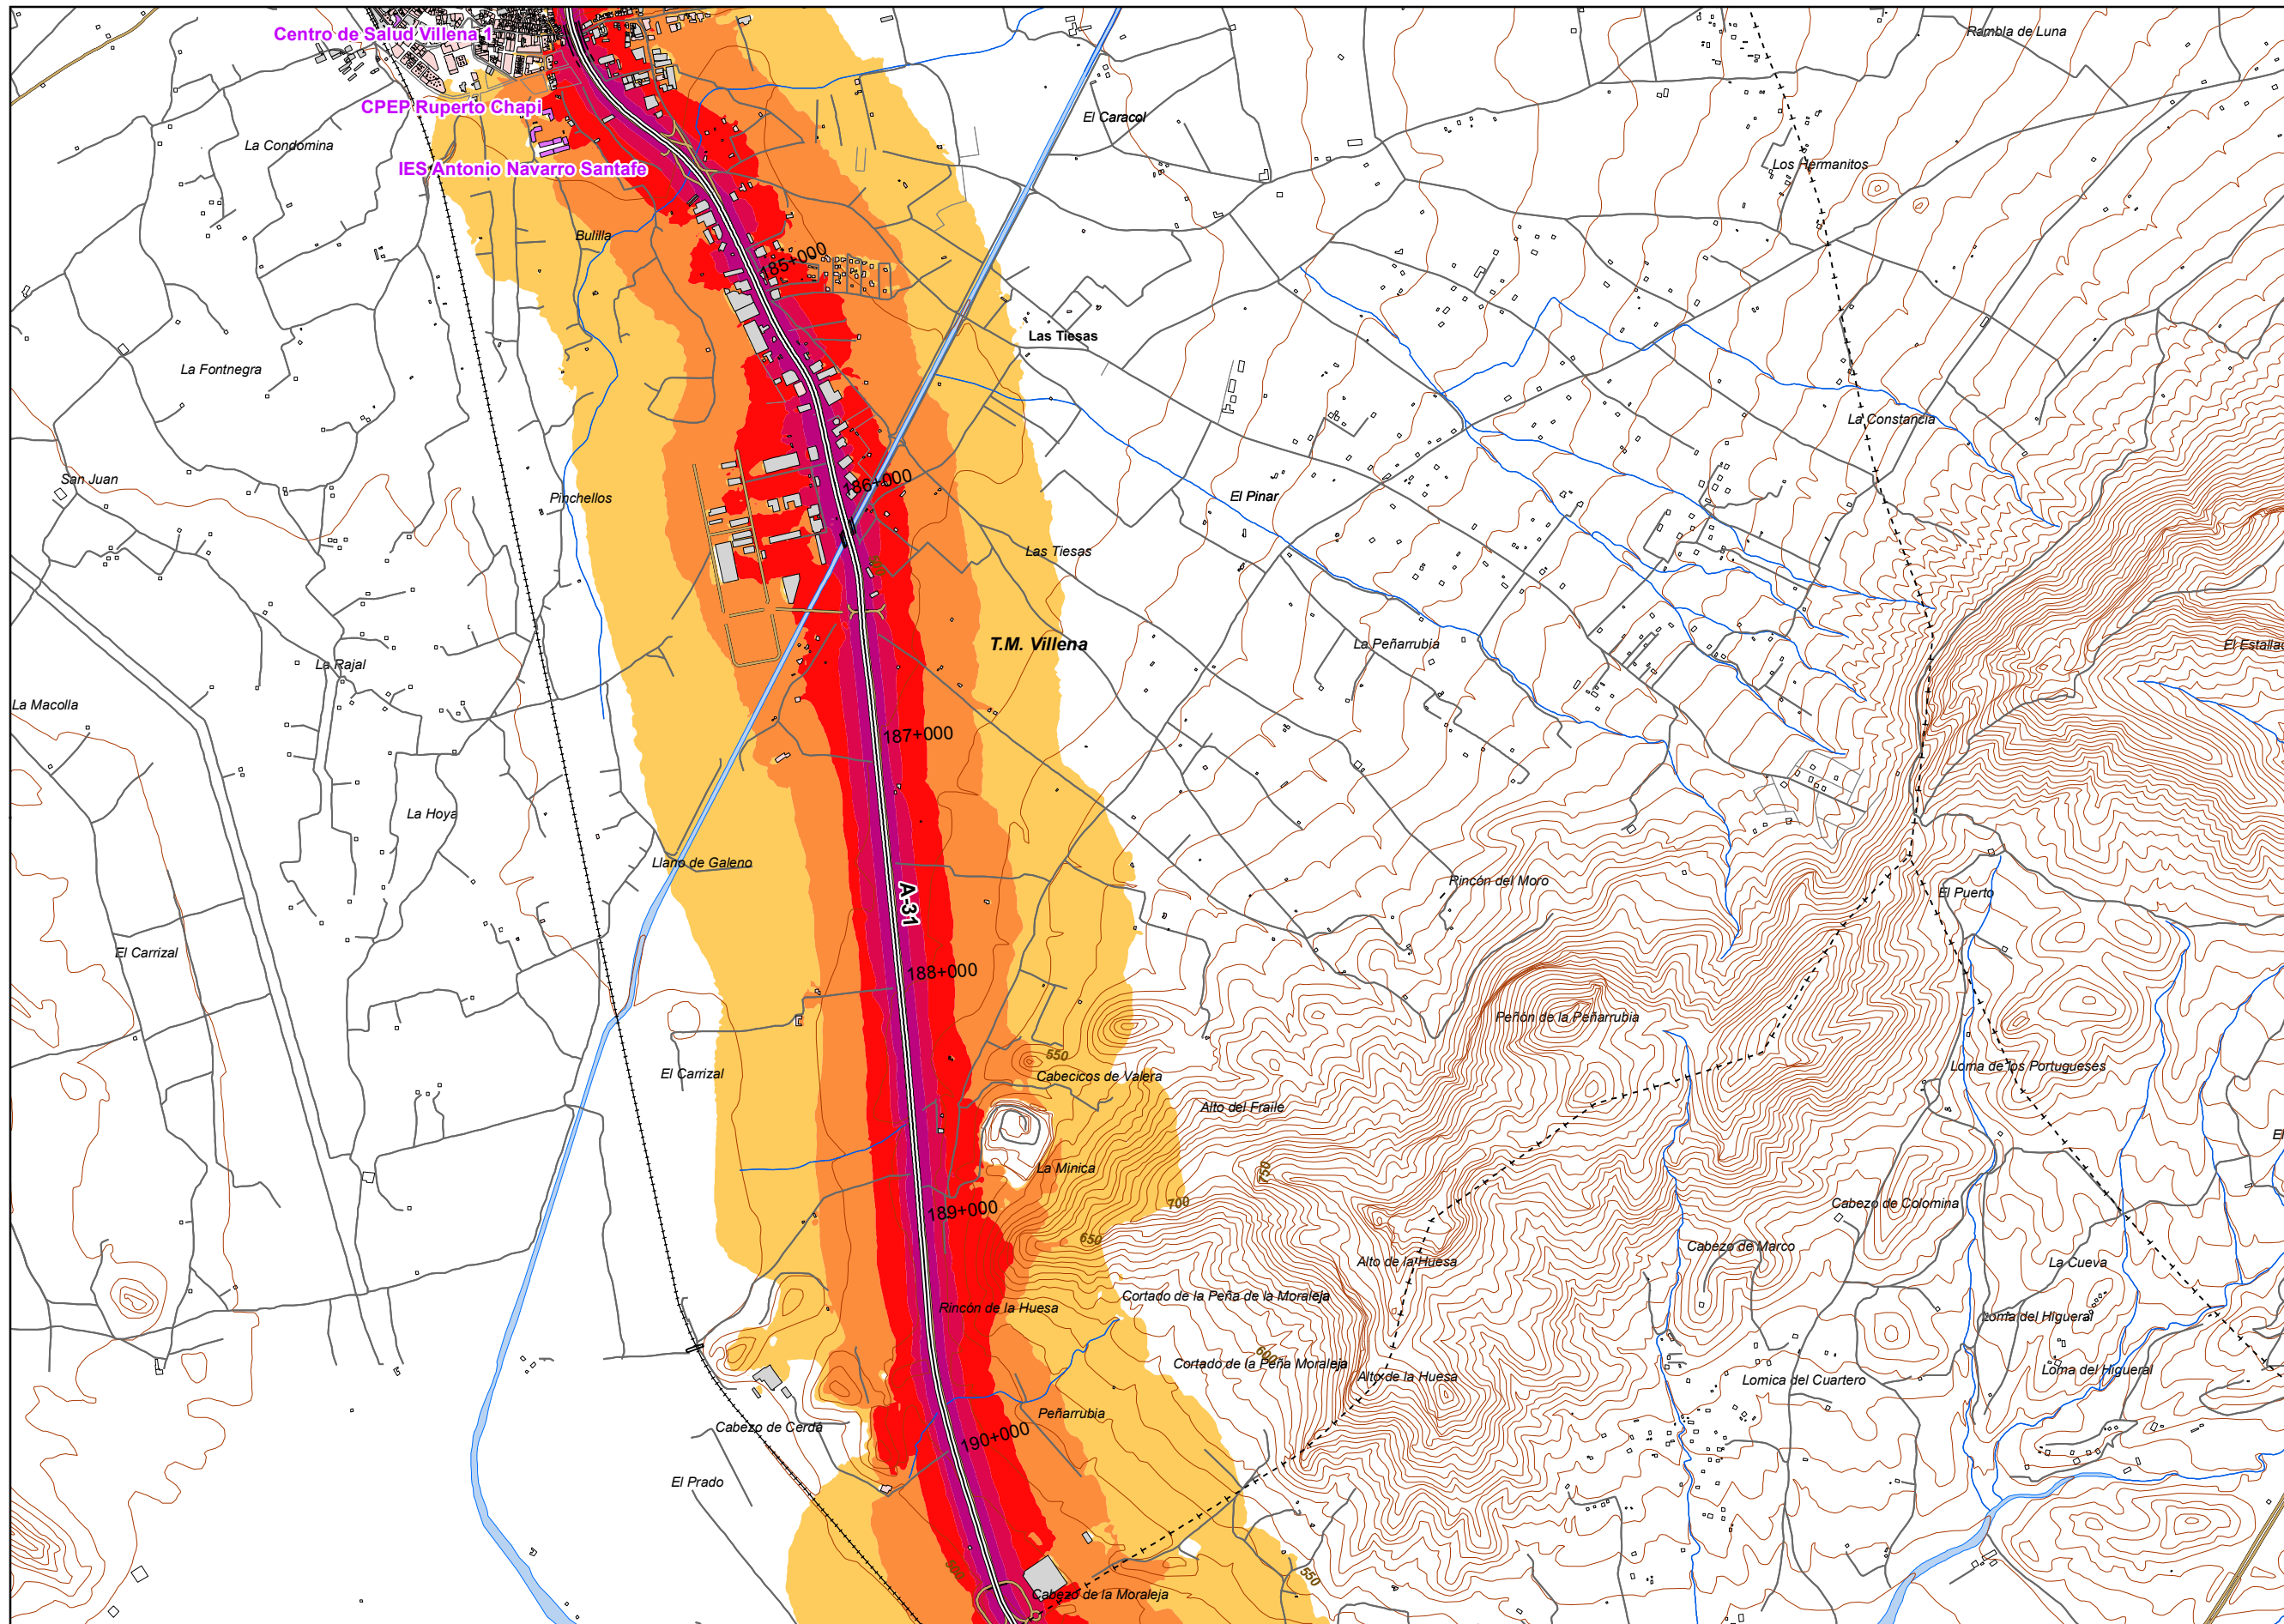 Centro de Salud Villena 1
Rambla de Luna
CPEP Ruperto Chapi
El Caracol
La Condomina
Los Hermanitos
IES Antonio Navarro Santafe
Bulilla
185+000
Las Tiesas
La Fontnegra
La Constancia
San Juan
186+000
Pinchellos
El Pinar
Las Tiesas
T.M. Villena
La Peñarrubia
El Estallad
La Rajal
La Macolla
187+000
La Hoya
Llano de Galeno
Rincón del Moro
A-31
El Puerto
El Carrizal
188+000
Peñón de la Peñarrubia
550
El Carrizal
Cabecicos de Valera
Loma de los Portugueses
Alto del Fraile
El
La Minica
750
700
Cabezo de Colomina
189+000
650
Cabezo de Marco
Alto de la Huesa
La Cueva
Cortado de la Peña de la Moraleja
Rincón de la Huesa
Loma del Higueral
600
Cortado de la Peña Moraleja
Loma del Higueral
Alto de la Huesa
Lomica del Cuartero
Peñarrubia
Cabezo de Cerdá
190+000
El Prado
500
550
Cabezo de la Moraleja